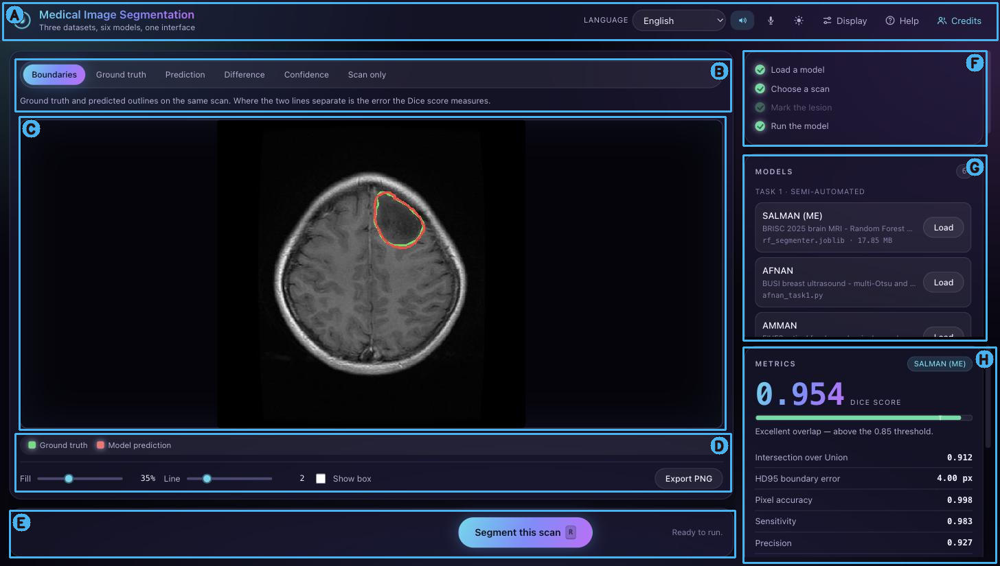 A
Medical Image Segmentation
Three datasets, six models, one interface
LANGUAGE English Display Help Credits
Boundaries Ground truth Prediction Difference Confidence Scan only B
Ground truth and predicted outlines on the same scan. Where the two lines separate is the error the Dice score measures.
C
Ground truth Model prediction D
Fill 35% Line 2 Show box Export PNG
E
Segment this scan R Ready to run.
F
Load a model
Choose a scan
Mark the lesion
Run the model
MODELS G
TASK 1 · SEMI-AUTOMATED
SALMAN (ME)
BRISC 2025 brain MRI - Random Forest ...
rf_segmenter.joblib · 17.85 MB
Load
AFNAN
BUSI breast ultrasound - multi-Otsu and ...
afnan_task1.py
Load
AMMAN
Load
METRICS SALMAN (ME) H
0.954 DICE SCORE
Excellent overlap — above the 0.85 threshold.
Intersection over Union 0.912
HD95 boundary error 4.00 px
Pixel accuracy 0.998
Sensitivity 0.983
Precision 0.927